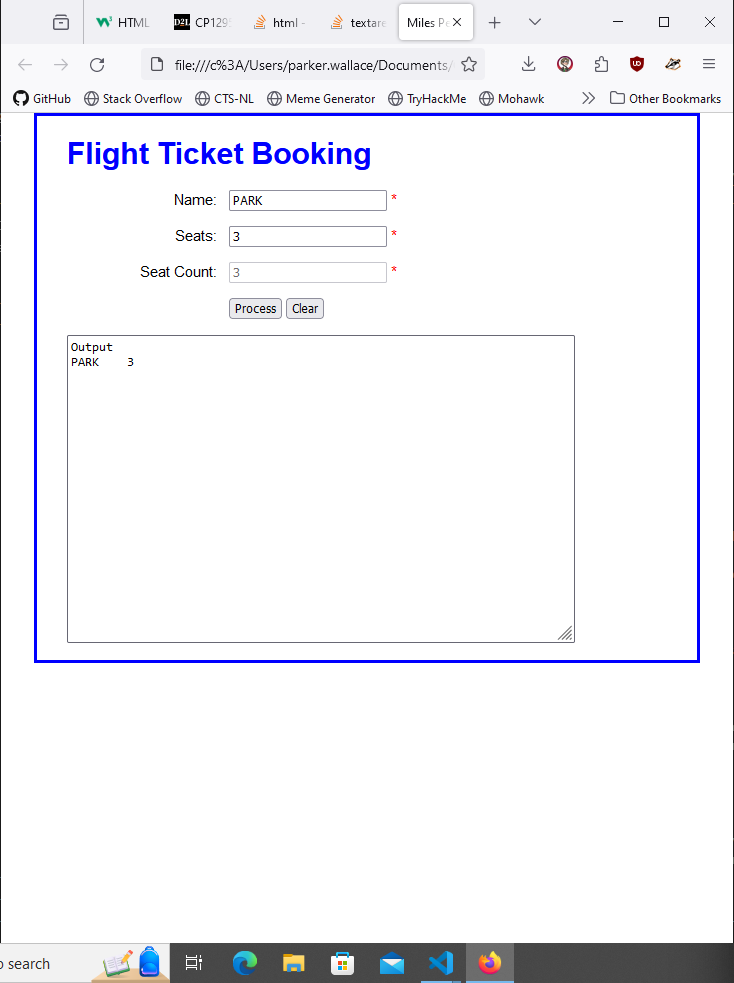 HTML
D2L CP129
html -
textare
Miles Pe
file:///c%3A/Users/parker.wallace/Documents/
GitHub Stack Overflow CTS-NL Meme Generator TryHackMe Mohawk Other Bookmarks
Flight Ticket Booking
Name: PARK *
Seats: 3 *
Seat Count: 3 *
Process Clear
Output
PARK 3
search